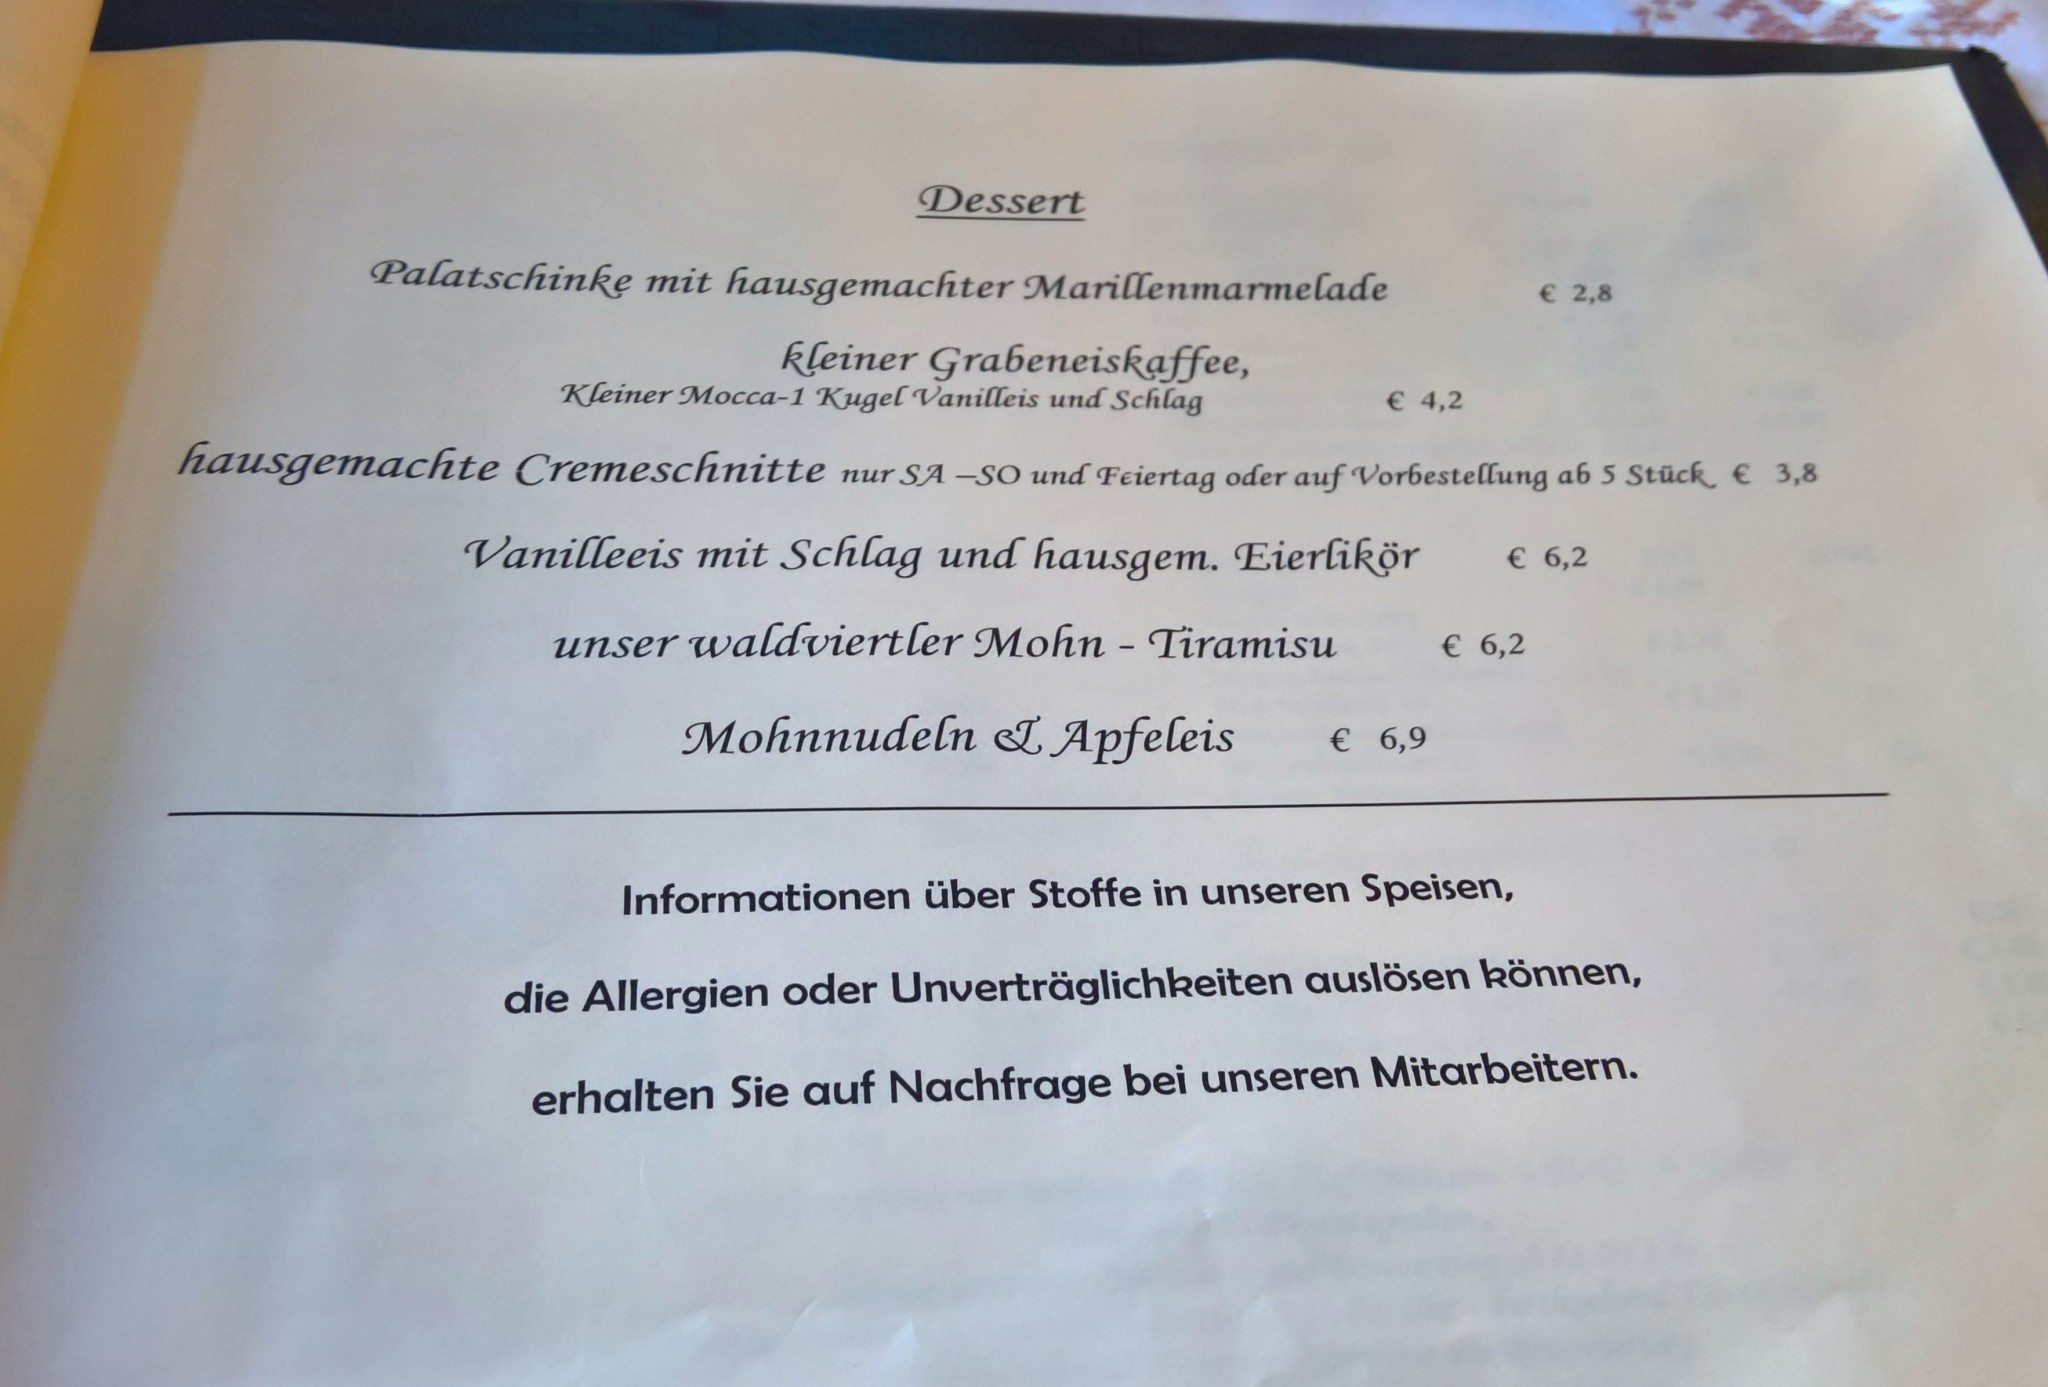 Dessert
Palatschinke mit hausgemachter Marillenmarmelade € 2,8
kleiner Grabeneiskaffee,
Kleiner Mocca-1 Kugel Vanilleis und Schlag € 4,2
hausgemachte Cremeschnitte nur SA –SO und Feiertag oder auf Vorbestellung ab 5 Stück € 3,8
Vanilleeis mit Schlag und hausgem. Eierlikör € 6,2
unser waldviertler Mohn - Tiramisu € 6,2
Mohnnudeln & Apfeleis € 6,9
Informationen über Stoffe in unseren Speisen,
die Allergien oder Unverträglichkeiten auslösen können,
erhalten Sie auf Nachfrage bei unseren Mitarbeitern.